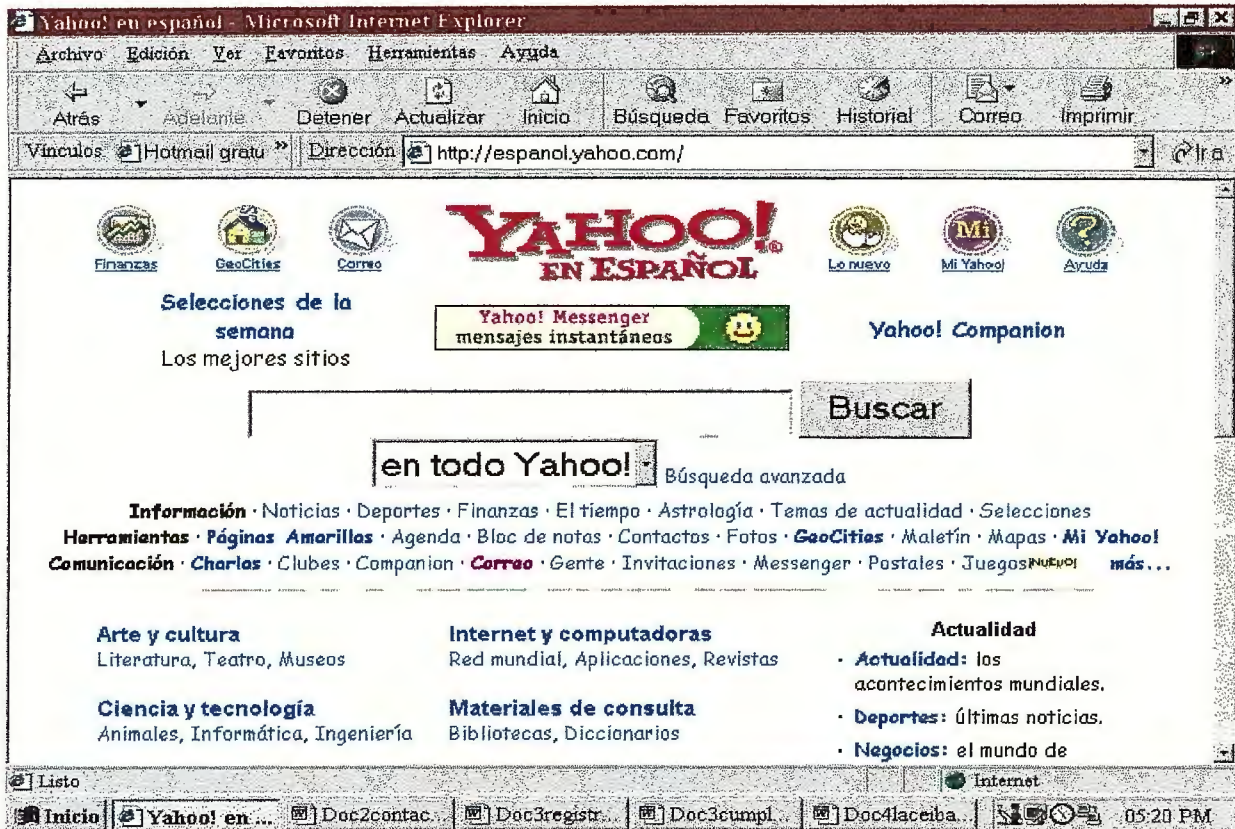 Yahoo! en español - Microsoft Internet Explorer
Archivo Edición Ver Favoritos Herramientas Ayuda
Atrás Adelante Detener Actualizar Inicio Búsqueda Favoritos Historial Correo Imprimir »
Vínculos Hotmail gratu » Dirección http://espanol.yahoo.com/ Ir a
YAHOO!®
EN ESPAÑOL
Finanzas GeoCities Correo Lo nuevo Mi Yahoo! Ayuda
Selecciones de la
semana
Los mejores sitios
Yahoo! Messenger
mensajes instantáneos
Yahoo! Companion
Buscar
en todo Yahoo! Búsqueda avanzada
Información · Noticias · Deportes · Finanzas · El tiempo · Astrología · Temas de actualidad · Selecciones
Herramientas · Páginas Amarillas · Agenda · Bloc de notas · Contactos · Fotos · GeoCities · Maletín · Mapas · Mi Yahoo!
Comunicación · Charlas · Clubes · Companion · Correo · Gente · Invitaciones · Messenger · Postales · Juegos ¡NUEVO! más...
Arte y cultura
Literatura, Teatro, Museos
Internet y computadoras
Red mundial, Aplicaciones, Revistas
Ciencia y tecnología
Animales, Informática, Ingeniería
Materiales de consulta
Bibliotecas, Diccionarios
Actualidad
· Actualidad: los
acontecimientos mundiales.
· Deportes: últimas noticias.
· Negocios: el mundo de
Listo Internet
Inicio Yahoo! en ... Doc2contac... Doc3registr... Doc3cumpl... Doc4laceiba... 05:20 PM